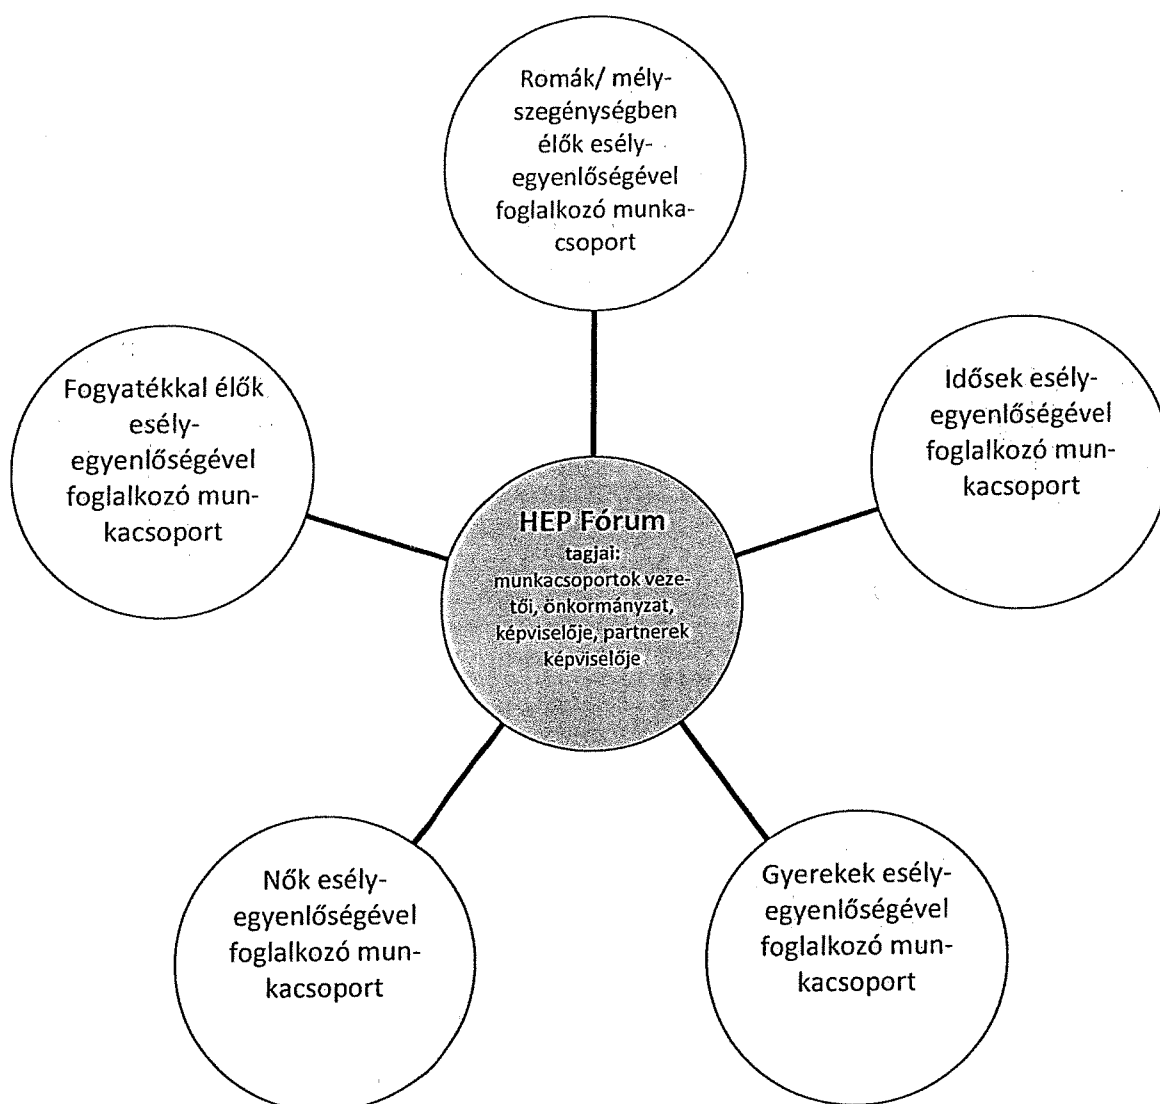 Romák/ mély-
szegénységben
élők esély-
egyenlőségével
foglalkozó munka-
csoport
Fogyatékkal élők
esély-
egyenlőségével
foglalkozó mun-
kacsoport
Idősek esély-
egyenlőségével
foglalkozó mun-
kacsoport
HEP Fórum
tagjai:
munkacsoportok veze-
tői, önkormányzat,
képviselője, partnerek
képviselője
Nők esély-
egyenlőségével
foglalkozó mun-
kacsoport
Gyerekek esély-
egyenlőségével
foglalkozó mun-
kacsoport